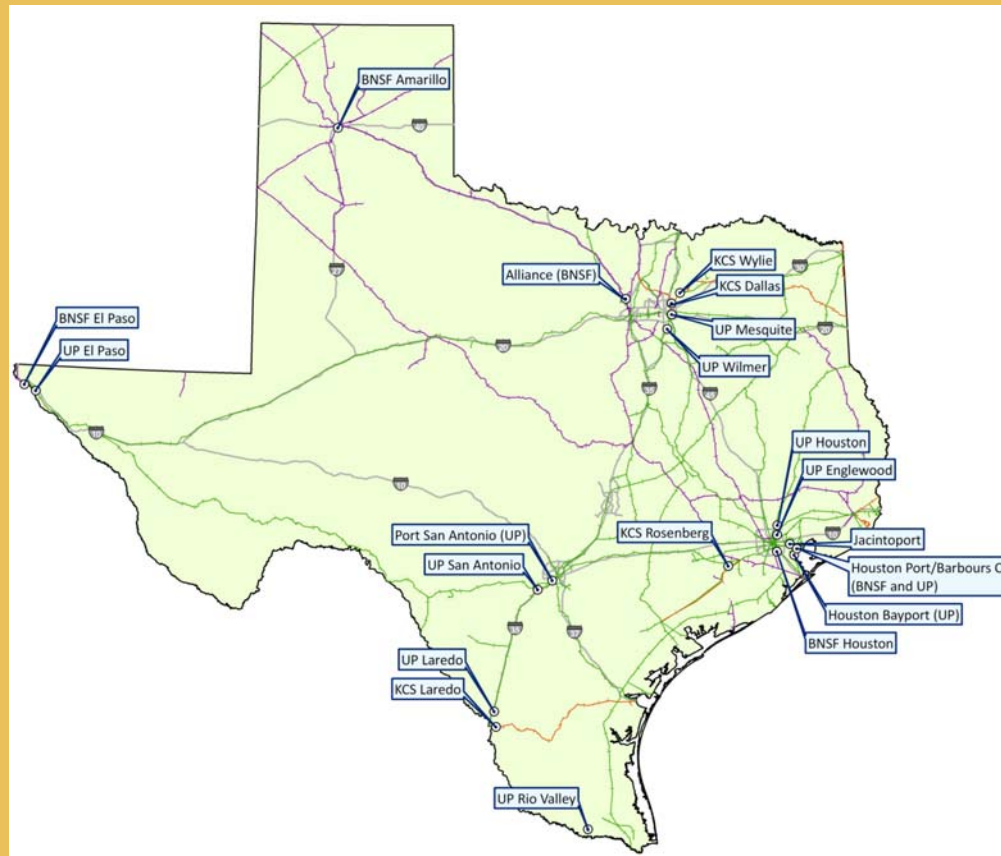 BNSF Amarillo
KCS Wylie
Alliance (BNSF)
KCS Dallas
BNSF El Paso
UP Mesquite
UP El Paso
UP Wilmer
UP Houston
UP Englewood
KCS Rosenberg
Port San Antonio (UP)
Jacintoport
UP San Antonio
Houston Port/Barbours C
(BNSF and UP)
Houston Bayport (UP)
BNSF Houston
UP Laredo
KCS Laredo
UP Rio Valley